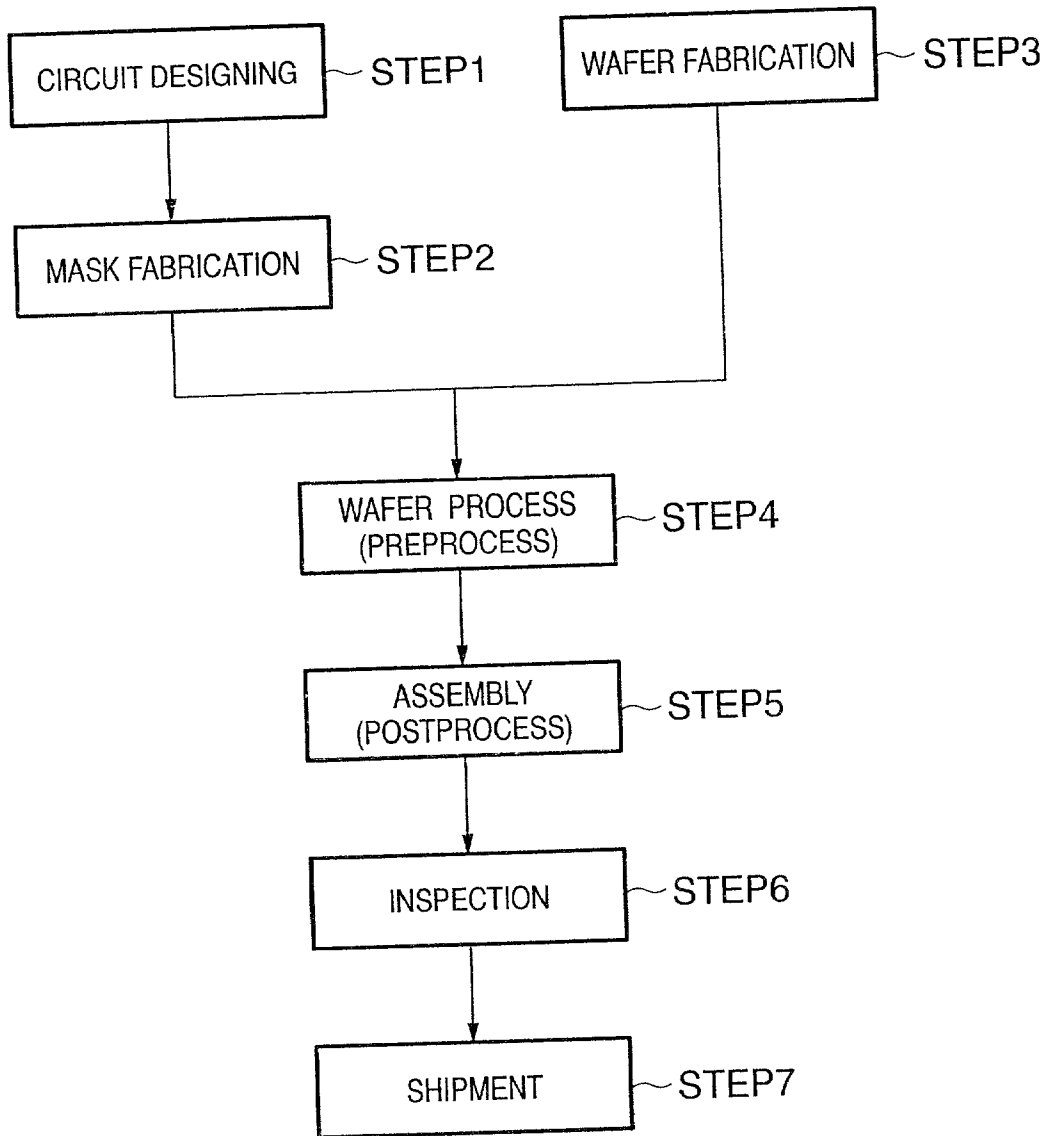 CIRCUIT DESIGNING
STEP1
WAFER FABRICATION
STEP3
MASK FABRICATION
STEP2
WAFER PROCESS
(PREPROCESS)
STEP4
ASSEMBLY
(POSTPROCESS)
STEP5
INSPECTION
STEP6
SHIPMENT
STEP7